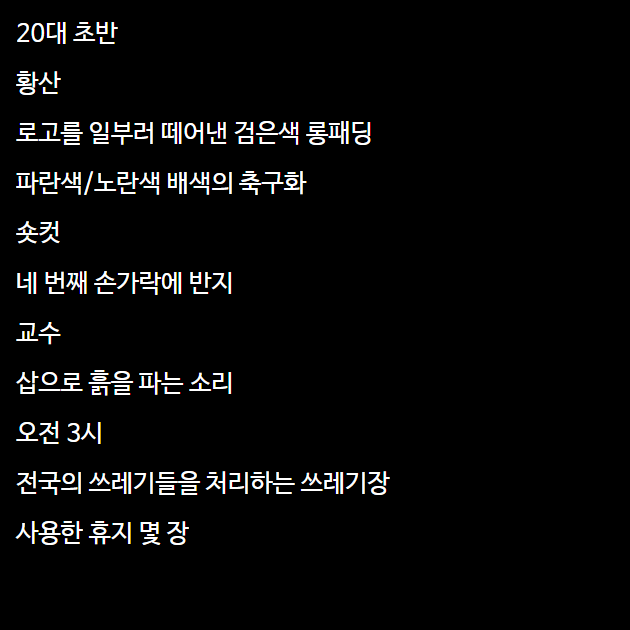 20대 초반
황산
로고를 일부러 떼어낸 검은색 롱패딩
파란색/노란색 배색의 축구화
숏컷
네 번째 손가락에 반지
교수
삽으로 흙을 파는 소리
오전 3시
전국의 쓰레기들을 처리하는 쓰레기장
사용한 휴지 몇 장